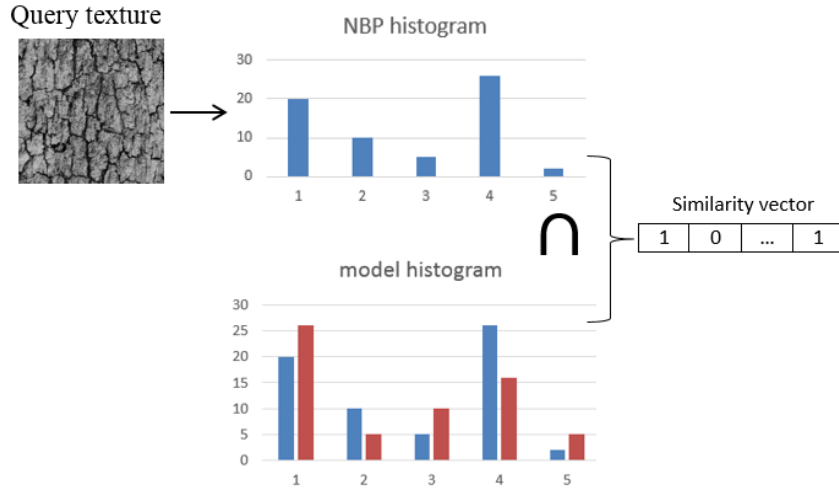 Query texture
NBP histogram
30
20
10
0
1 2 3 4 5
∩
Similarity vector
1 0 ... 1
model histogram
30
25
20
15
10
5
0
1 2 3 4 5